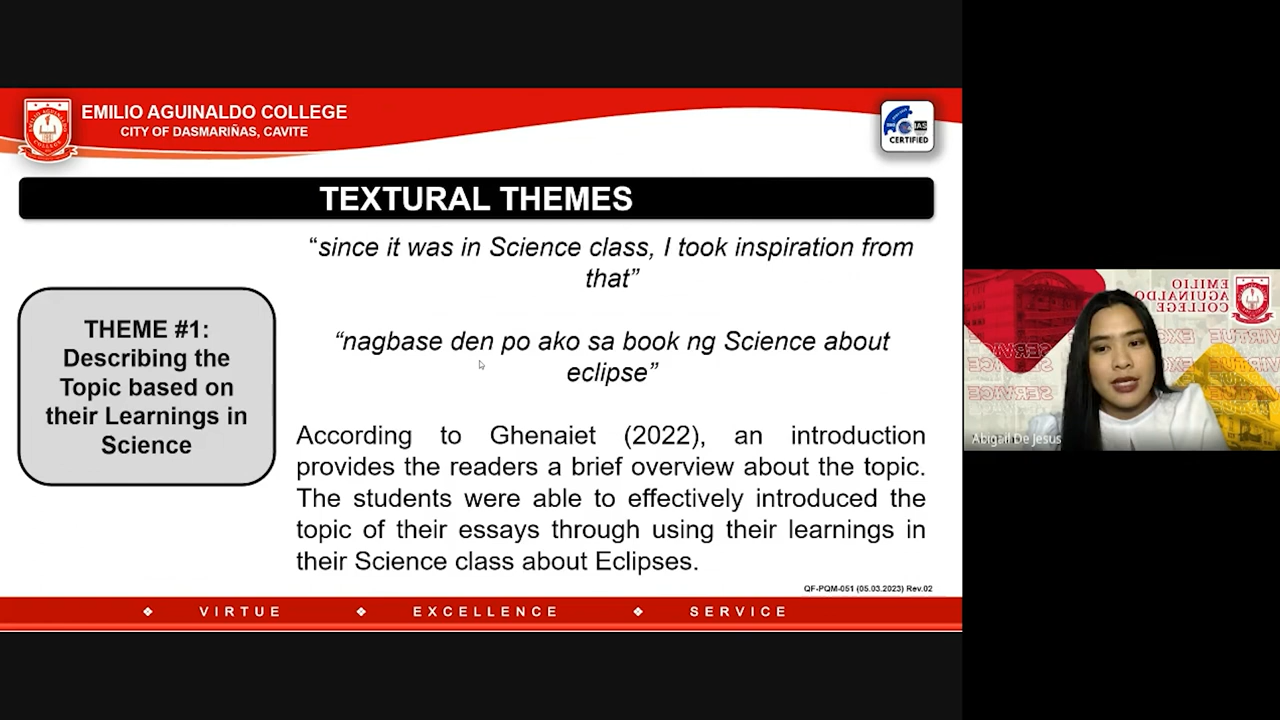 EMILIO AGUINALDO COLLEGE
CITY OF DASMARIÑAS, CAVITE
CERTIFIED
TEXTURAL THEMES
“since it was in Science class, I took inspiration from
that”
“nagbase den po ako sa book ng Science about
eclipse”
THEME #1:
Describing the
Topic based on
their Learnings in
Science
According to Ghenaiet (2022), an introduction
provides the readers a brief overview about the topic.
The students were able to effectively introduced the
topic of their essays through using their learnings in
their Science class about Eclipses.
QF-PQM-051 (05.03.2023) Rev.02
❖ VIRTUE ❖ EXCELLENCE ❖ SERVICE
EMILIO
AGUINALDO
COLLEGE
Abigail De Jesus